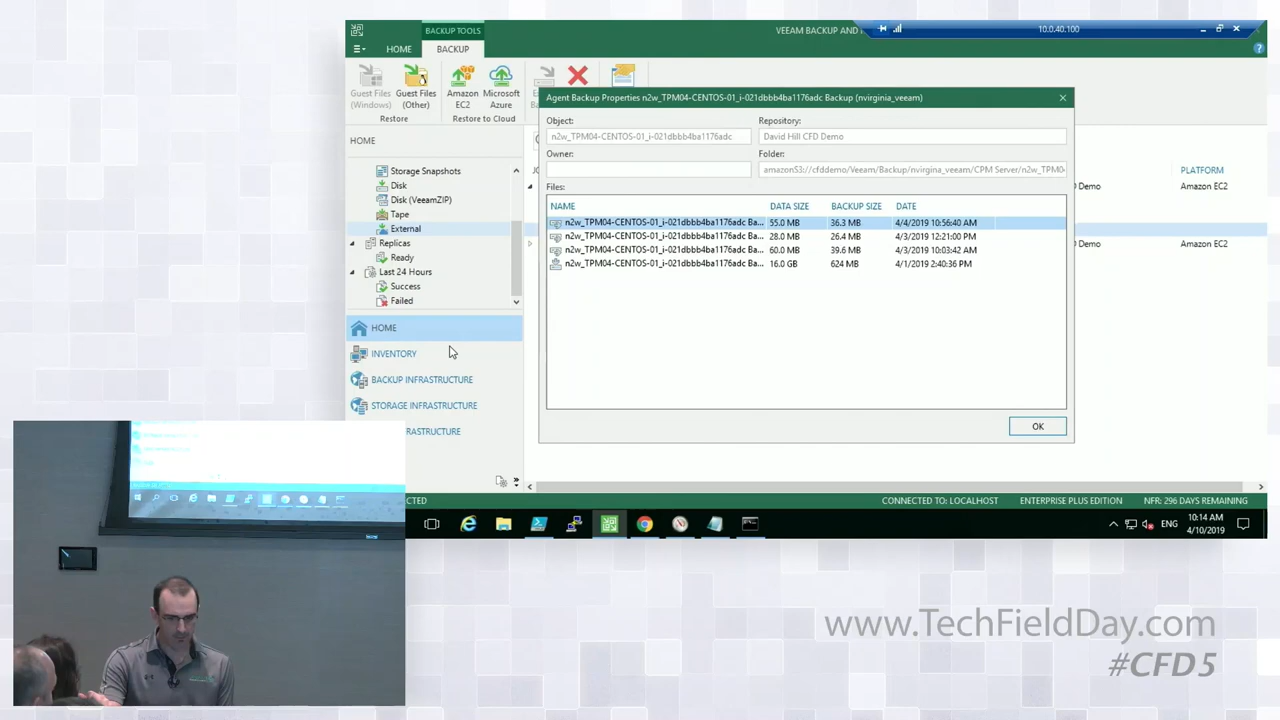 BACKUP TOOLS
VEEAM BACKUP AND
10.0.40.100
HOME
BACKUP
Guest Files
(Windows)
Guest Files
(Other)
Amazon
EC2
Microsoft
Azure
Restore
Restore to Cloud
Agent Backup Properties n2w_TPM04-CENTOS-01_i-021dbbb4ba1176adc Backup (nvirginia_veeam)
Object:
Repository:
n2w_TPM04-CENTOS-01_i-021dbbb4ba1176adc
David Hill CFD Demo
Owner:
Folder:
amazonS3://cfddemo/Veeam/Backup/nvirgina_veeam/CPM Server/n2w_TPM0
Files:
NAME DATA SIZE BACKUP SIZE DATE
n2w_TPM04-CENTOS-01_i-021dbbb4ba1176adc Ba... 55.0 MB 36.3 MB 4/4/2019 10:56:40 AM
n2w_TPM04-CENTOS-01_i-021dbbb4ba1176adc Ba... 28.0 MB 26.4 MB 4/3/2019 12:21:00 PM
n2w_TPM04-CENTOS-01_i-021dbbb4ba1176adc Ba... 60.0 MB 39.6 MB 4/3/2019 10:03:42 AM
n2w_TPM04-CENTOS-01_i-021dbbb4ba1176adc Ba... 16.0 GB 624 MB 4/1/2019 2:40:36 PM
OK
HOME
Storage Snapshots
Disk
Disk (VeeamZIP)
Tape
External
Replicas
Ready
Last 24 Hours
Success
Failed
HOME
INVENTORY
BACKUP INFRASTRUCTURE
STORAGE INFRASTRUCTURE
RASTRUCTURE
PLATFORM
Demo Amazon EC2
Demo Amazon EC2
CTED
CONNECTED TO: LOCALHOST
ENTERPRISE PLUS EDITION
NFR: 296 DAYS REMAINING
ENG
10:14 AM
4/10/2019
www.TechFieldDay.com
#CFD5